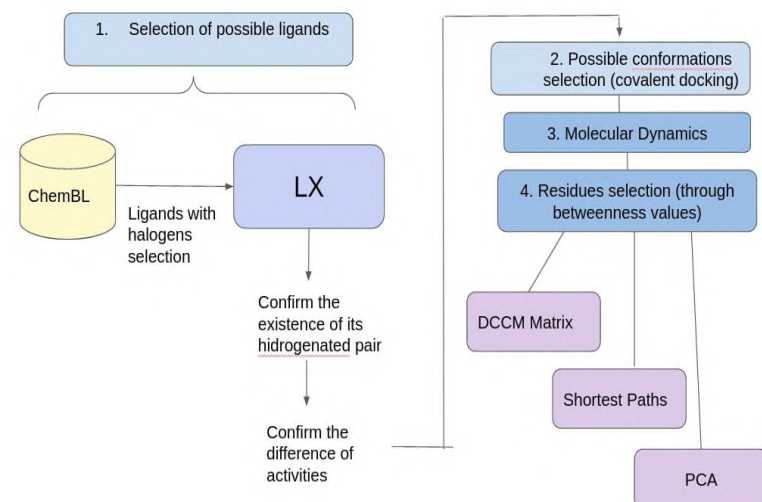 1. Selection of possible ligands
ChemBL
Ligands with
halogens
selection
LX
Confirm the
existence of its
hidrogenated pair
Confirm the
difference of
activities
2. Possible conformations
selection (covalent docking)
3. Molecular Dynamics
4. Residues selection (through
betweenness values)
DCCM Matrix
Shortest Paths
PCA